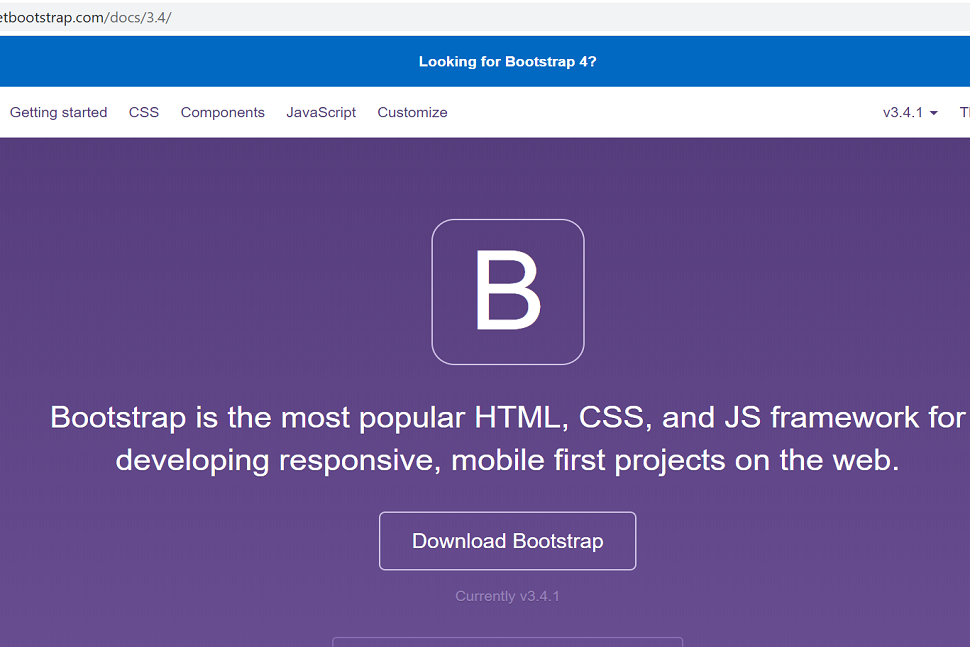 etbootstrap.com/docs/3.4/
Looking for Bootstrap 4?
Getting started CSS Components JavaScript Customize v3.4.1
B
Bootstrap is the most popular HTML, CSS, and JS framework for
developing responsive, mobile first projects on the web.
Download Bootstrap
Currently v3.4.1